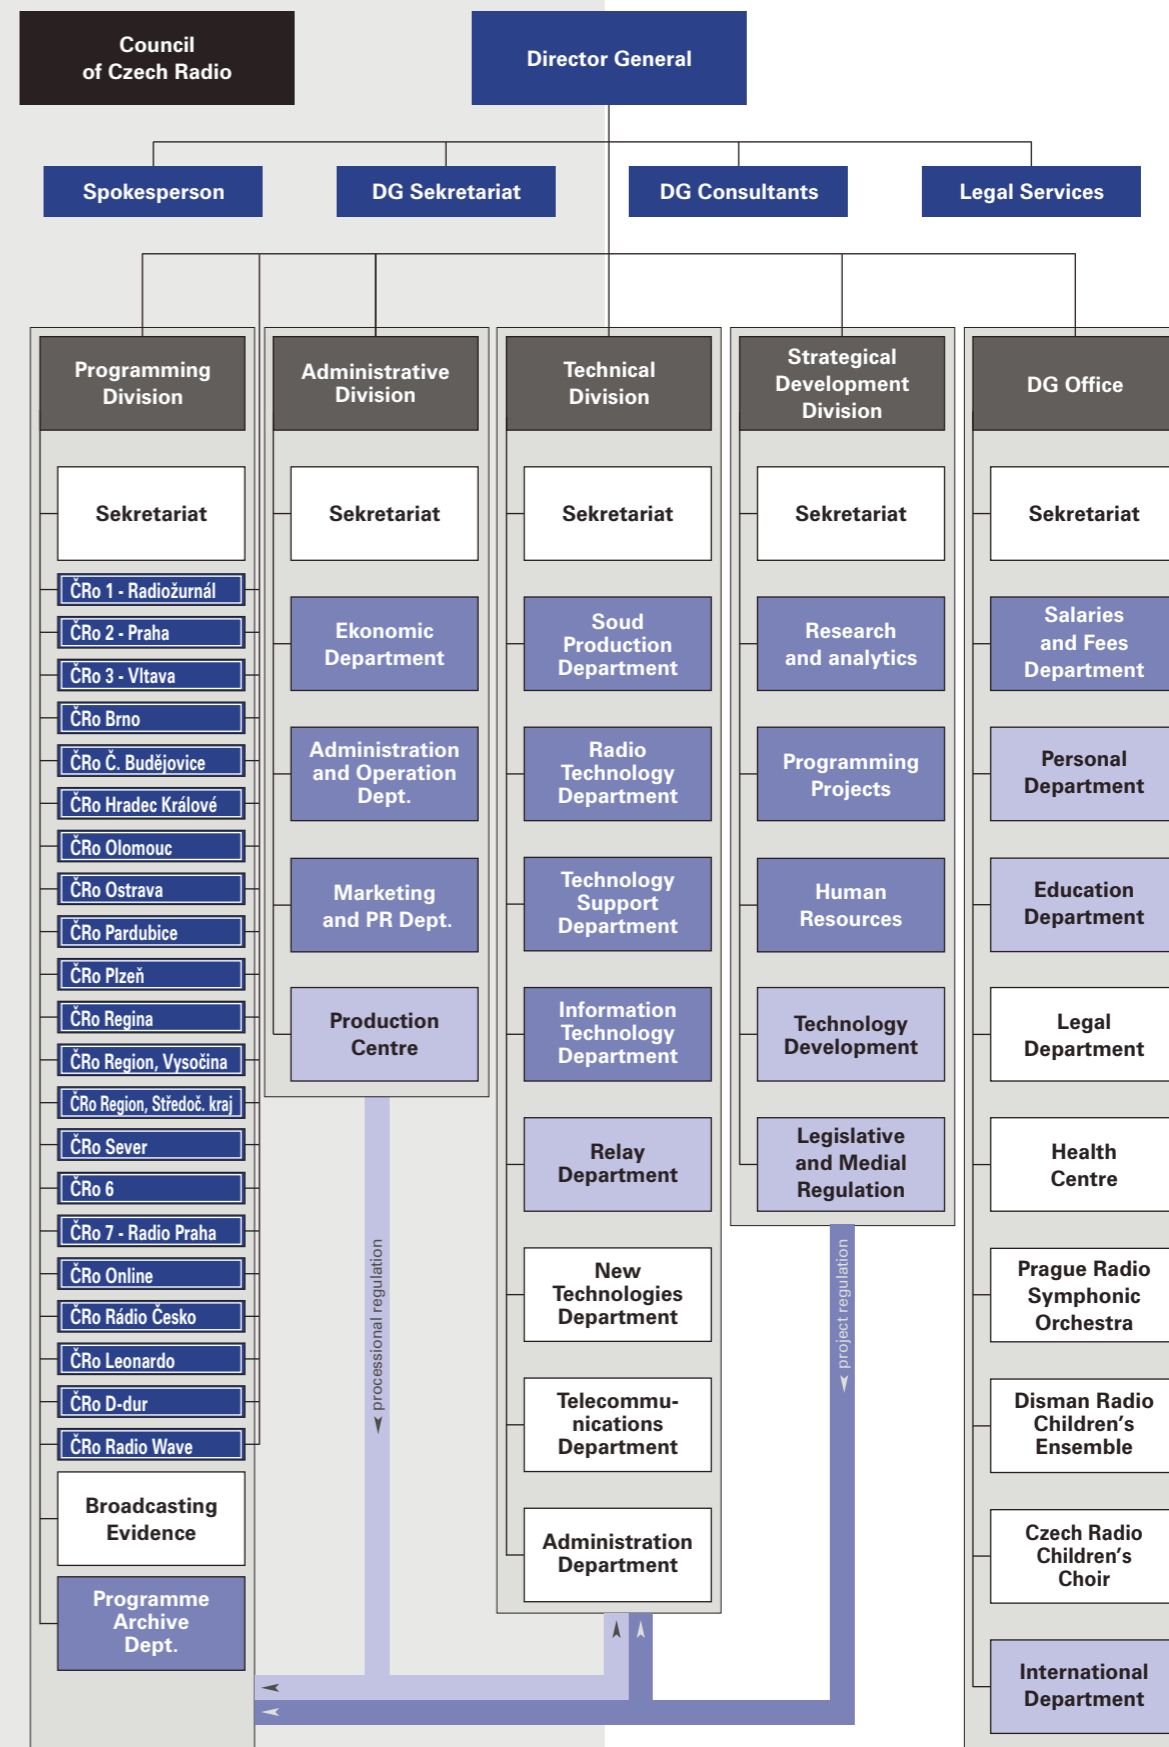 Council
of Czech Radio
Director General
Spokesperson
DG Sekretariat
DG Consultants
Legal Services
Programming
Division
Sekretariat
ČRo 1 - Radiožurnál
ČRo 2 - Praha
ČRo 3 - Vltava
ČRo Brno
ČRo Č. Budějovice
ČRo Hradec Králové
ČRo Olomouc
ČRo Ostrava
ČRo Pardubice
ČRo Plzeň
ČRo Regina
ČRo Region, Vysočina
ČRo Region, Středoč. kraj
ČRo Sever
ČRo 6
ČRo 7 - Radio Praha
ČRo Online
ČRo Rádio Česko
ČRo Leonardo
ČRo D-dur
ČRo Radio Wave
Broadcasting
Evidence
Programme
Archive
Dept.
Administrative
Division
Sekretariat
Ekonomic
Department
Administration
and Operation
Dept.
Marketing
and PR Dept.
Production
Centre
processional regulation
Technical
Division
Sekretariat
Soud
Production
Department
Radio
Technology
Department
Technology
Support
Department
Information
Technology
Department
Relay
Department
New
Technologies
Department
Telecommu-
nications
Department
Administration
Department
Strategical
Development
Division
Sekretariat
Research
and analytics
Programming
Projects
Human
Resources
Technology
Development
Legislative
and Medial
Regulation
project regulation
DG Office
Sekretariat
Salaries
and Fees
Department
Personal
Department
Education
Department
Legal
Department
Health
Centre
Prague Radio
Symphonic
Orchestra
Disman Radio
Children's
Ensemble
Czech Radio
Children's
Choir
International
Department